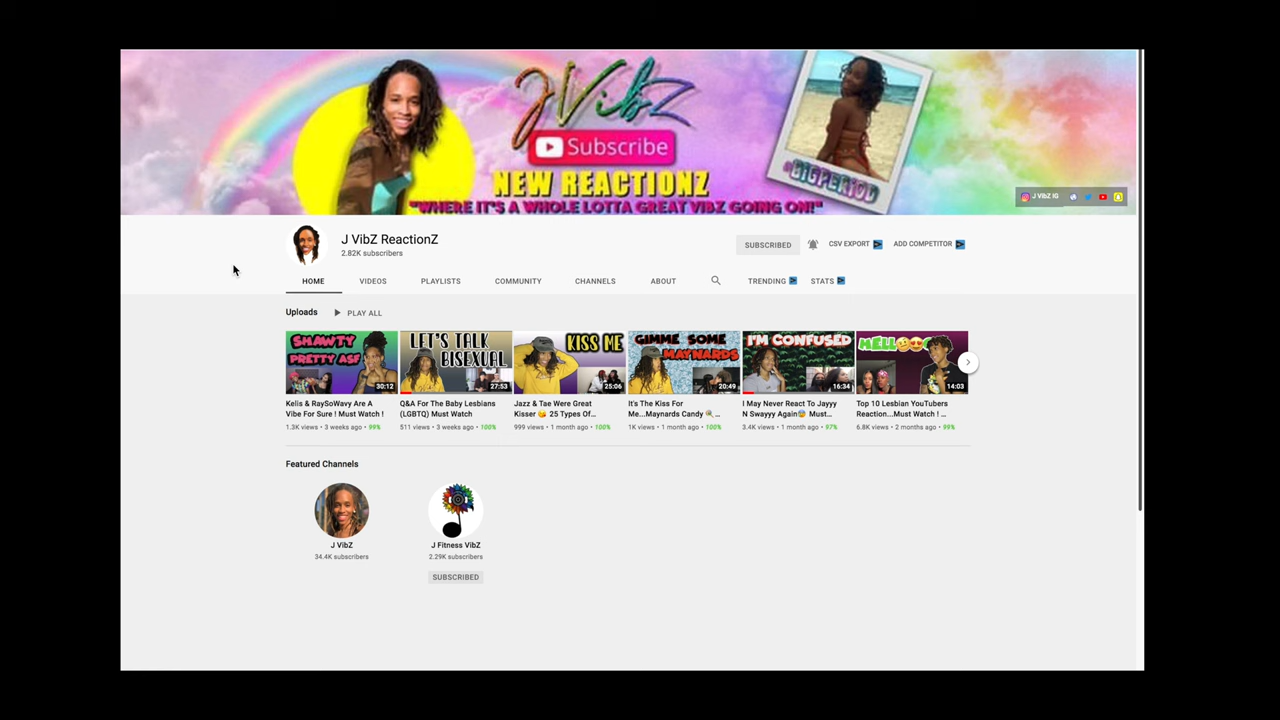 JVibZ
Subscribe
NEW REACTIONZ
"WHERE IT'S A WHOLE LOTTA GREAT VIBZ GOING ON!"
@BIGPERIOD
J VibZ IG
J VibZ ReactionZ
2.82K subscribers
SUBSCRIBED
CSV EXPORT
ADD COMPETITOR
HOME
VIDEOS
PLAYLISTS
COMMUNITY
CHANNELS
ABOUT
TRENDING
STATS
Uploads
PLAY ALL
SHAWTY
PRETTY ASF
30:12
LET'S TALK
BISEXUAL
27:53
KISS ME
25:06
GIMME SOME
MAYNARDS
20:49
I'M CONFUSED
16:34
HELLO
14:03
Kelis & RaySoWavy Are A
Vibe For Sure ! Must Watch !
1.3K views • 3 weeks ago • 99%
Q&A For The Baby Lesbians
(LGBTQ) Must Watch
511 views • 3 weeks ago • 100%
Jazz & Tae Were Great
Kisser 😘 25 Types Of...
999 views • 1 month ago • 100%
It's The Kiss For
Me...Maynards Candy 🍭 ...
1K views • 1 month ago • 100%
I May Never React To Jayyy
N Swayyy Again😰 Must...
3.4K views • 1 month ago • 97%
Top 10 Lesbian YouTubers
Reaction...Must Watch ! ...
6.8K views • 2 months ago • 99%
Featured Channels
J VibZ
34.4K subscribers
J Fitness VibZ
2.29K subscribers
SUBSCRIBED